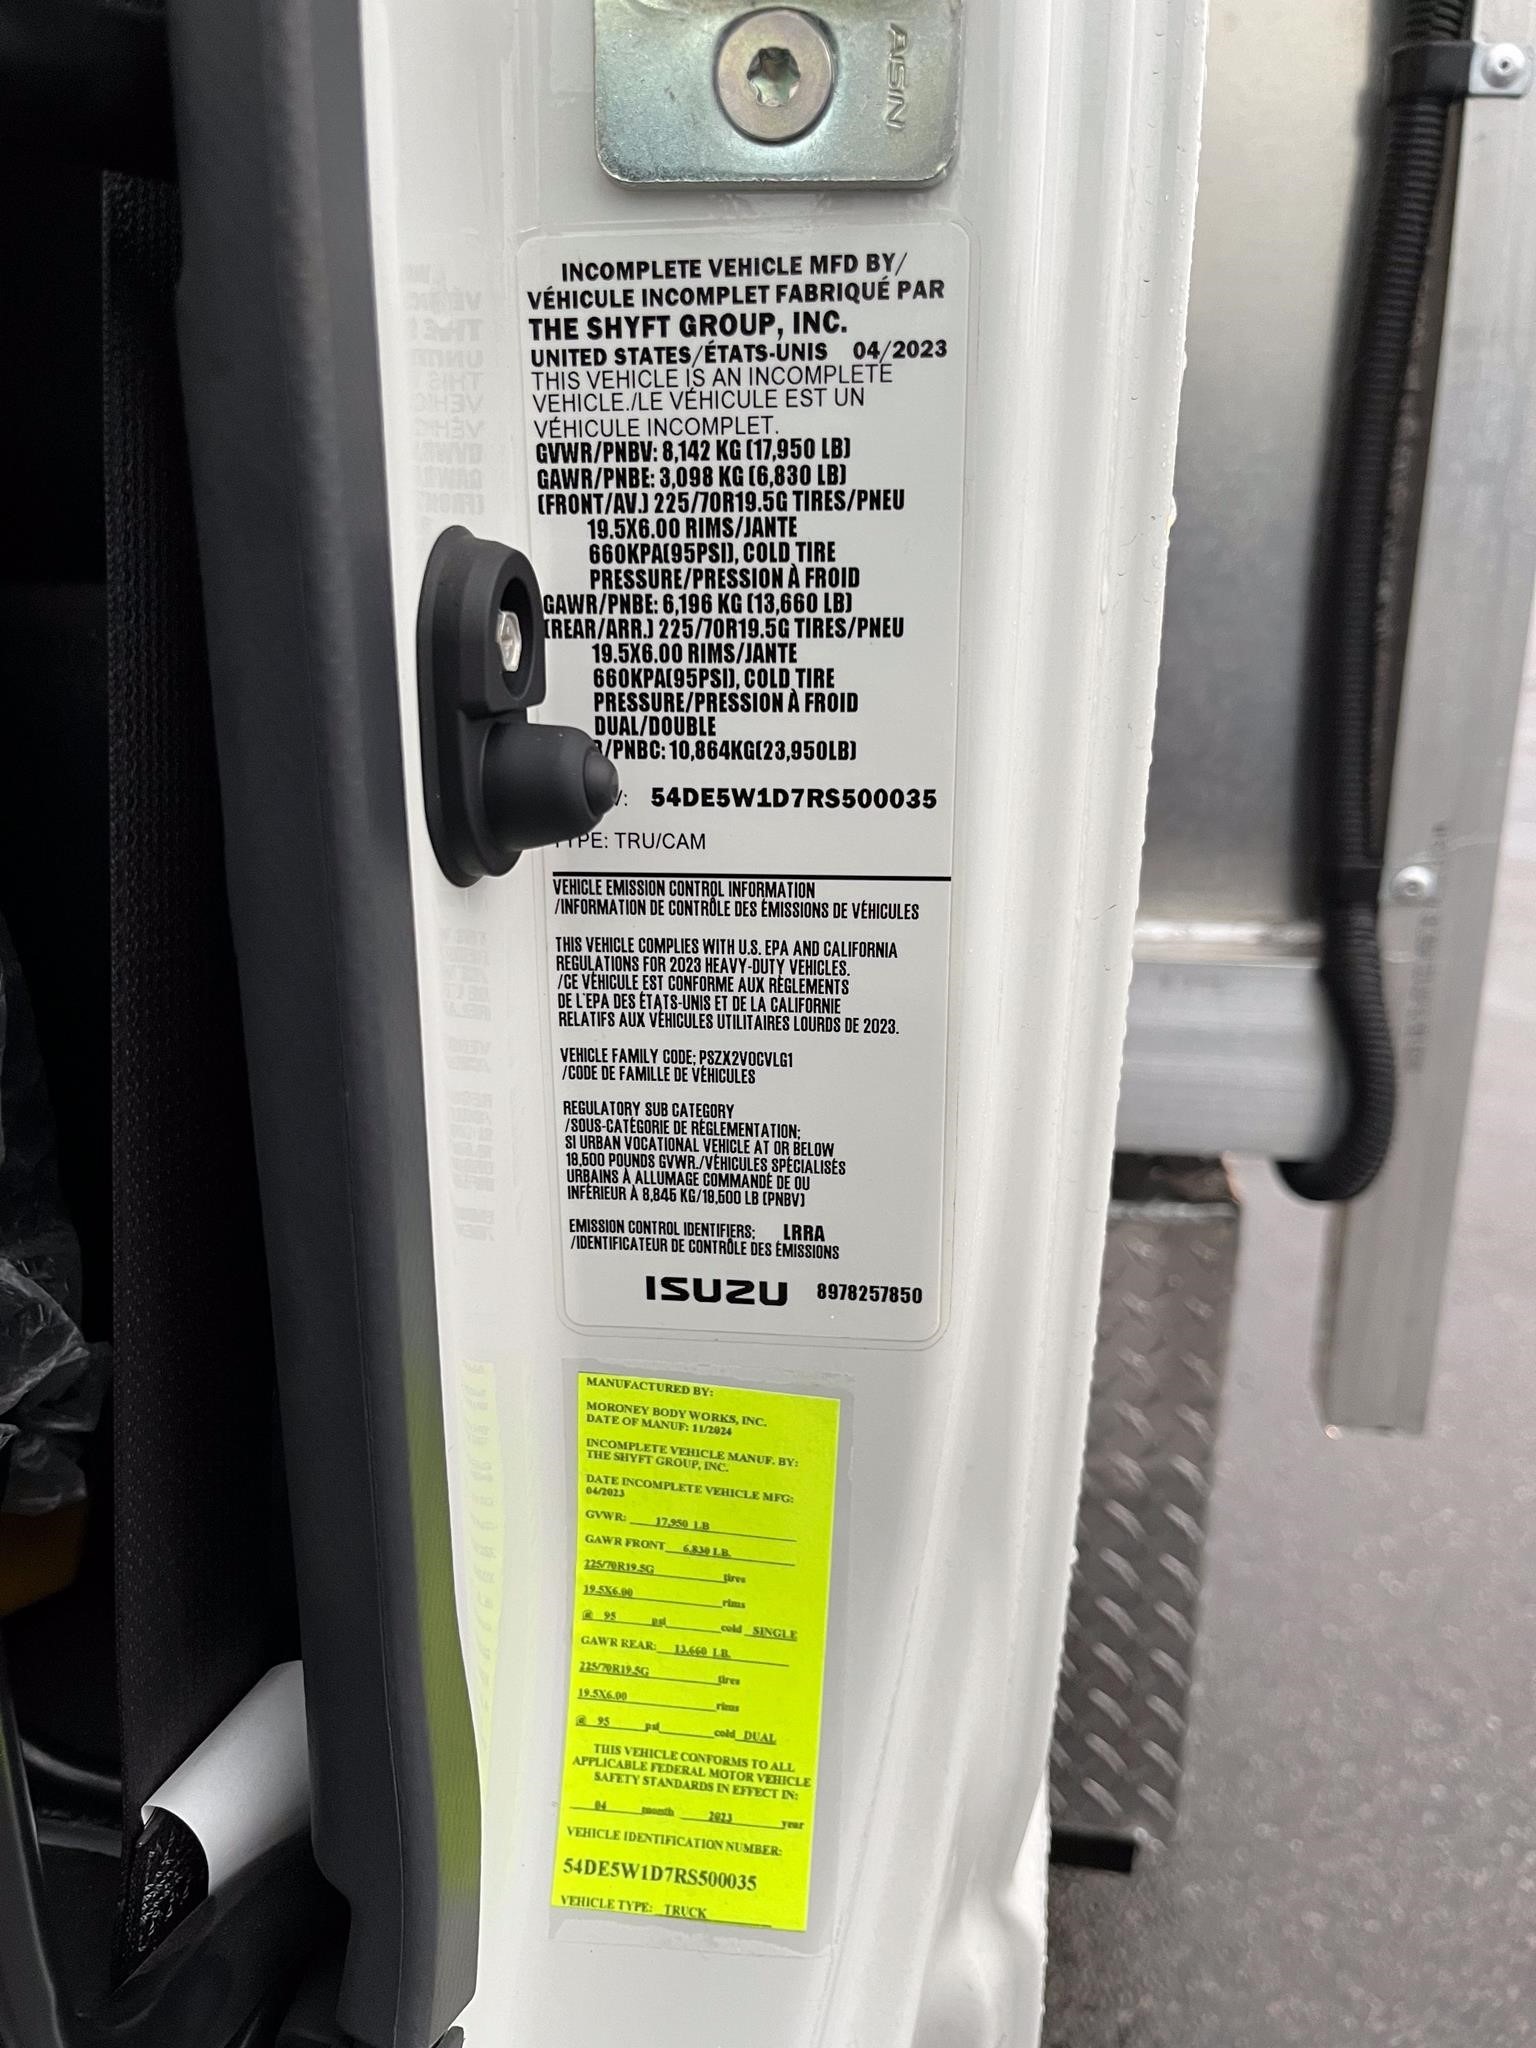 AISIN
INCOMPLETE VEHICLE MFD BY/
VÉHICULE INCOMPLET FABRIQUÉ PAR
THE SHYFT GROUP, INC.
UNITED STATES/ÉTATS-UNIS 04/2023
THIS VEHICLE IS AN INCOMPLETE
VEHICLE./LE VÉHICULE EST UN
VÉHICULE INCOMPLET.
GVWR/PNBV: 8,142 KG (17,950 LB)
GAWR/PNBE: 3,098 KG (6,830 LB)
(FRONT/AV.) 225/70R19.5G TIRES/PNEU
19.5X6.00 RIMS/JANTE
660KPA(95PSI), COLD TIRE
PRESSURE/PRESSION À FROID
GAWR/PNBE: 6,196 KG (13,660 LB)
(REAR/ARR.) 225/70R19.5G TIRES/PNEU
19.5X6.00 RIMS/JANTE
660KPA(95PSI), COLD TIRE
PRESSURE/PRESSION À FROID
DUAL/DOUBLE
/PNBC: 10,864KG(23,950LB)
54DE5W1D7RS500035
TYPE: TRU/CAM
VEHICLE EMISSION CONTROL INFORMATION
/INFORMATION DE CONTRÔLE DES ÉMISSIONS DE VÉHICULES
THIS VEHICLE COMPLIES WITH U.S. EPA AND CALIFORNIA
REGULATIONS FOR 2023 HEAVY-DUTY VEHICLES.
/CE VÉHICULE EST CONFORME AUX RÈGLEMENTS
DE L'EPA DES ÉTATS-UNIS ET DE LA CALIFORNIE
RELATIFS AUX VÉHICULES UTILITAIRES LOURDS DE 2023.
VEHICLE FAMILY CODE; PSZX2VOCVLG1
/CODE DE FAMILLE DE VÉHICULES
REGULATORY SUB CATEGORY
/SOUS-CATÉGORIE DE RÉGLEMENTATION;
SI URBAN VOCATIONAL VEHICLE AT OR BELOW
19,500 POUNDS GVWR./VÉHICULES SPÉCIALISÉS
URBAINS À ALLUMAGE COMMANDÉ DE OU
INFÉRIEUR À 8,845 KG/19,500 LB (PNBV)
EMISSION CONTROL IDENTIFIERS; LRRA
/IDENTIFICATEUR DE CONTRÔLE DES ÉMISSIONS
ISUZU 8978257850
MANUFACTURED BY:
MORONEY BODY WORKS, INC.
DATE OF MANUF: 11/2024
INCOMPLETE VEHICLE MANUF. BY:
THE SHYFT GROUP, INC.
DATE INCOMPLETE VEHICLE MFG:
04/2023
GVWR: 17,950 LB
GAWR FRONT 6,830 LB.
225/70R19.5G tires
19.5X6.00 rims
@ 95 psi cold SINGLE
GAWR REAR: 13,660 LB.
225/70R19.5G tires
19.5X6.00 rims
@ 95 psi cold DUAL
THIS VEHICLE CONFORMS TO ALL
APPLICABLE FEDERAL MOTOR VEHICLE
SAFETY STANDARDS IN EFFECT IN:
04 month 2023 year
VEHICLE IDENTIFICATION NUMBER:
54DE5W1D7RS500035
VEHICLE TYPE: TRUCK